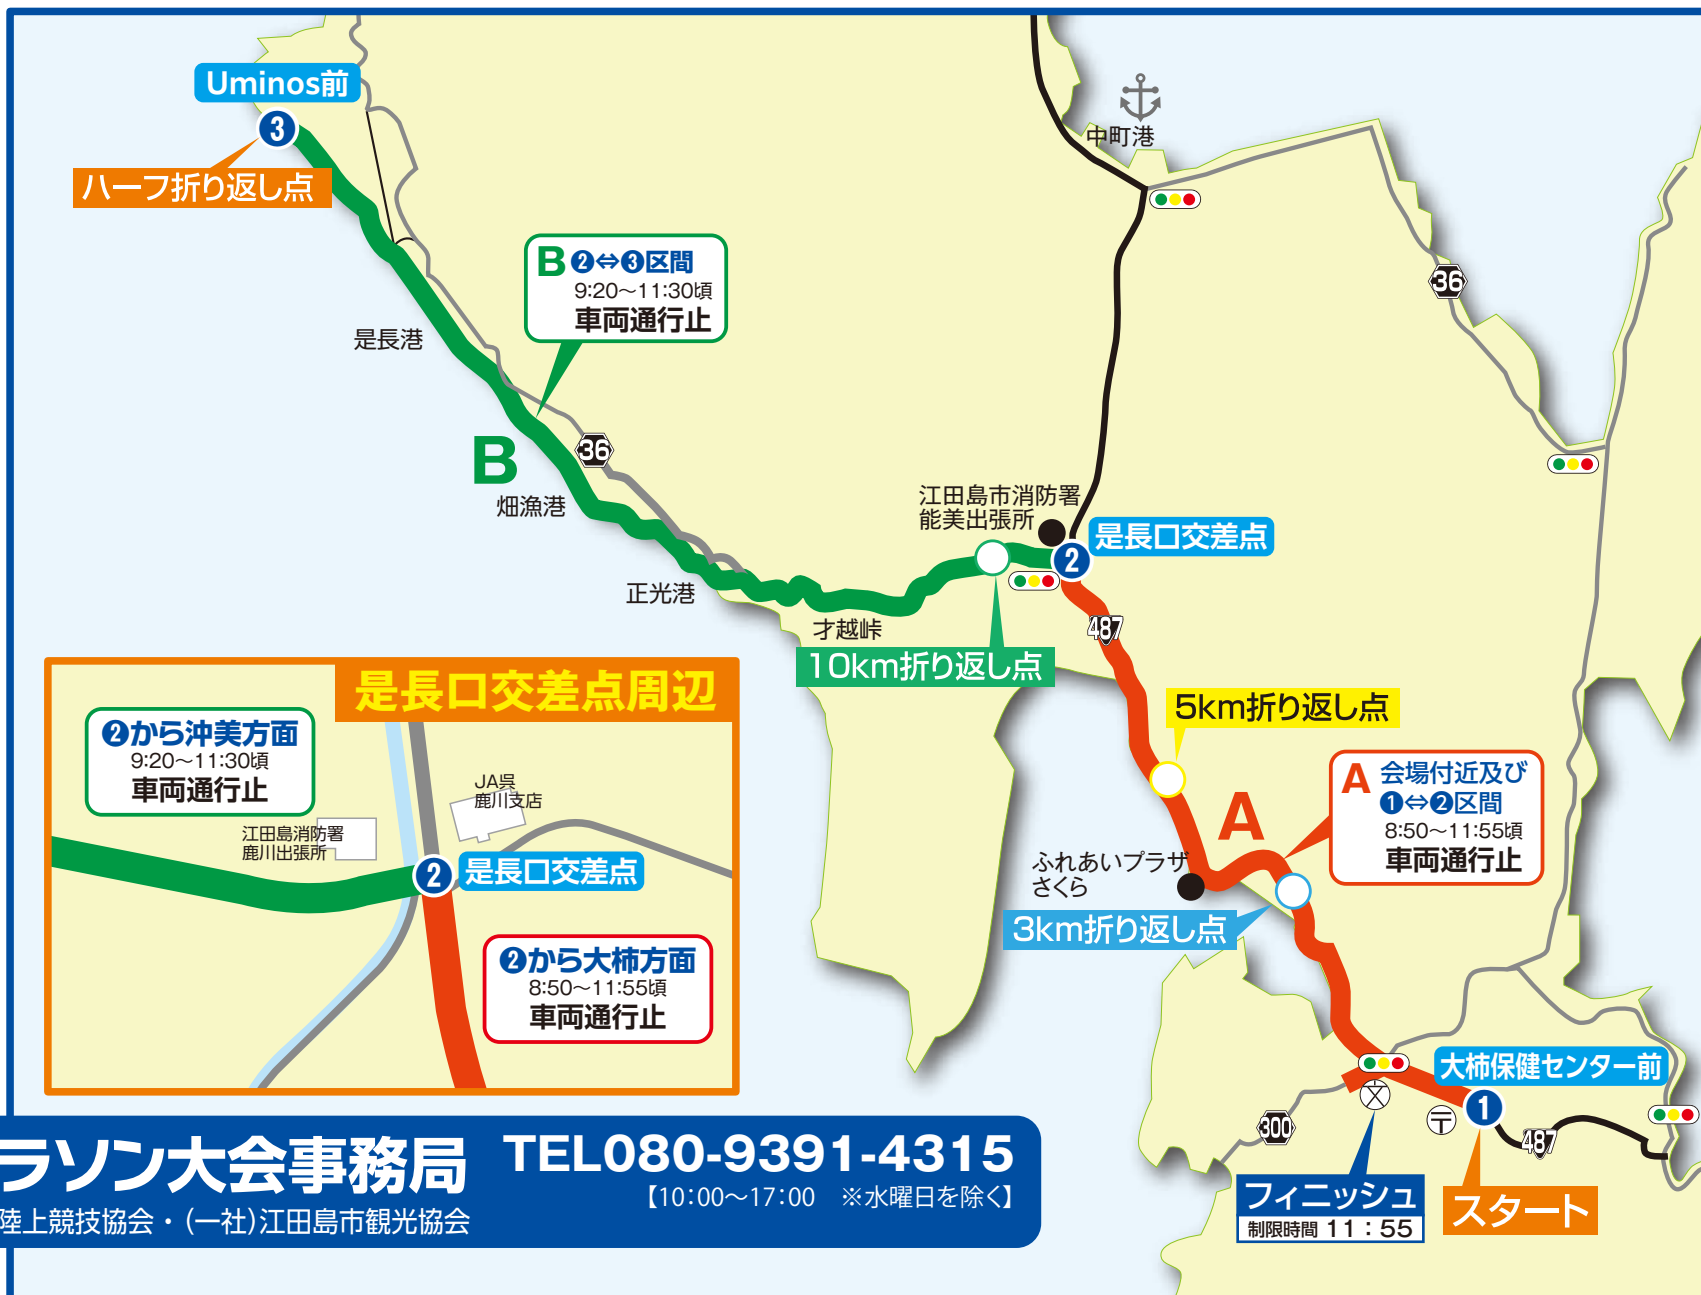 Uminos前
3
ハーフ折り返し点
中町港
B ❷⇔❸区間
9:20～11:30頃
車両通行止
36
是長港
B
36
畑漁港
江田島市消防署
能美出張所
是長口交差点
2
正光港
才越峠
487
10km折り返し点
5km折り返し点
A 会場付近及び
❶⇔❷区間
8:50～11:55頃
車両通行止
A
ふれあいプラザ
さくら
3km折り返し点
是長口交差点周辺
❷から沖美方面
9:20～11:30頃
車両通行止
JA呉
鹿川支店
江田島消防署
鹿川出張所
2
是長口交差点
❷から大柿方面
8:50～11:55頃
車両通行止
大柿保健センター前
1
300
487
フィニッシュ
制限時間 11：55
スタート
ラソン大会事務局 TEL080-9391-4315
【10:00～17:00　※水曜日を除く】
陸上競技協会・(一社)江田島市観光協会